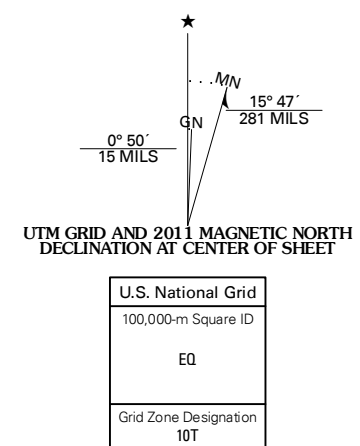 ★
MN
15° 47´
281 MILS
GN
0° 50´
15 MILS
UTM GRID AND 2011 MAGNETIC NORTH
DECLINATION AT CENTER OF SHEET
U.S. National Grid
100,000-m Square ID
EQ
Grid Zone Designation
10T